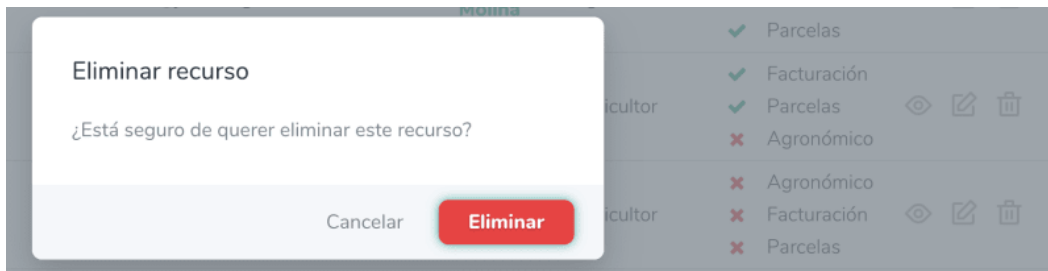 Molina
Parcelas
Eliminar recurso
¿Está seguro de querer eliminar este recurso?
Cancelar
Eliminar
icultor
Facturación
Parcelas
Agronómico
icultor
Agronómico
Facturación
Parcelas